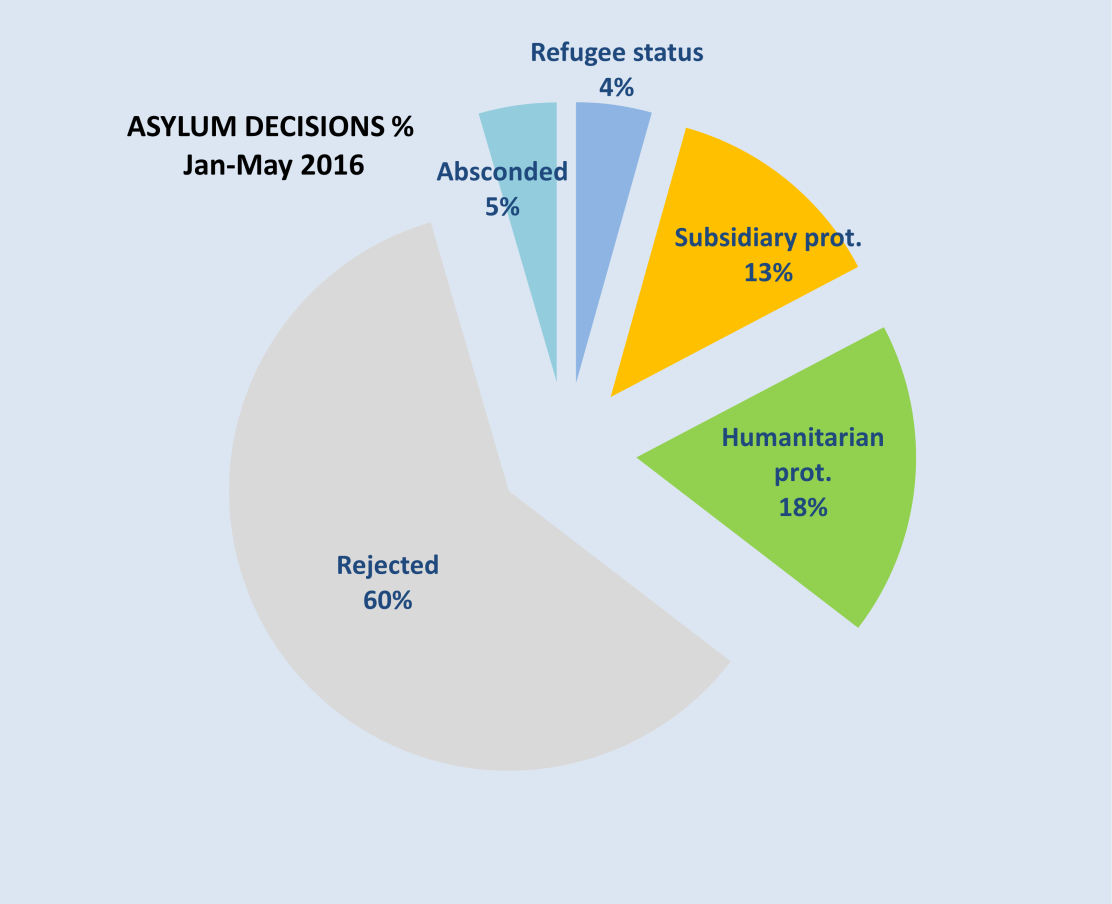 ASYLUM DECISIONS %
Jan-May 2016
Refugee status
4%
Absconded
5%
Subsidiary prot.
13%
Humanitarian
prot.
18%
Rejected
60%